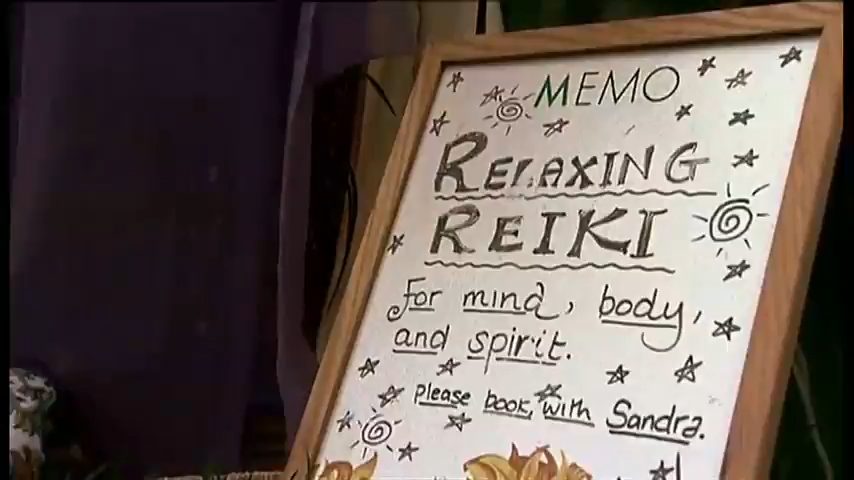 MEMO
RELAXING
REIKI
for mind, body,
and spirit.
please book, with Sandra.